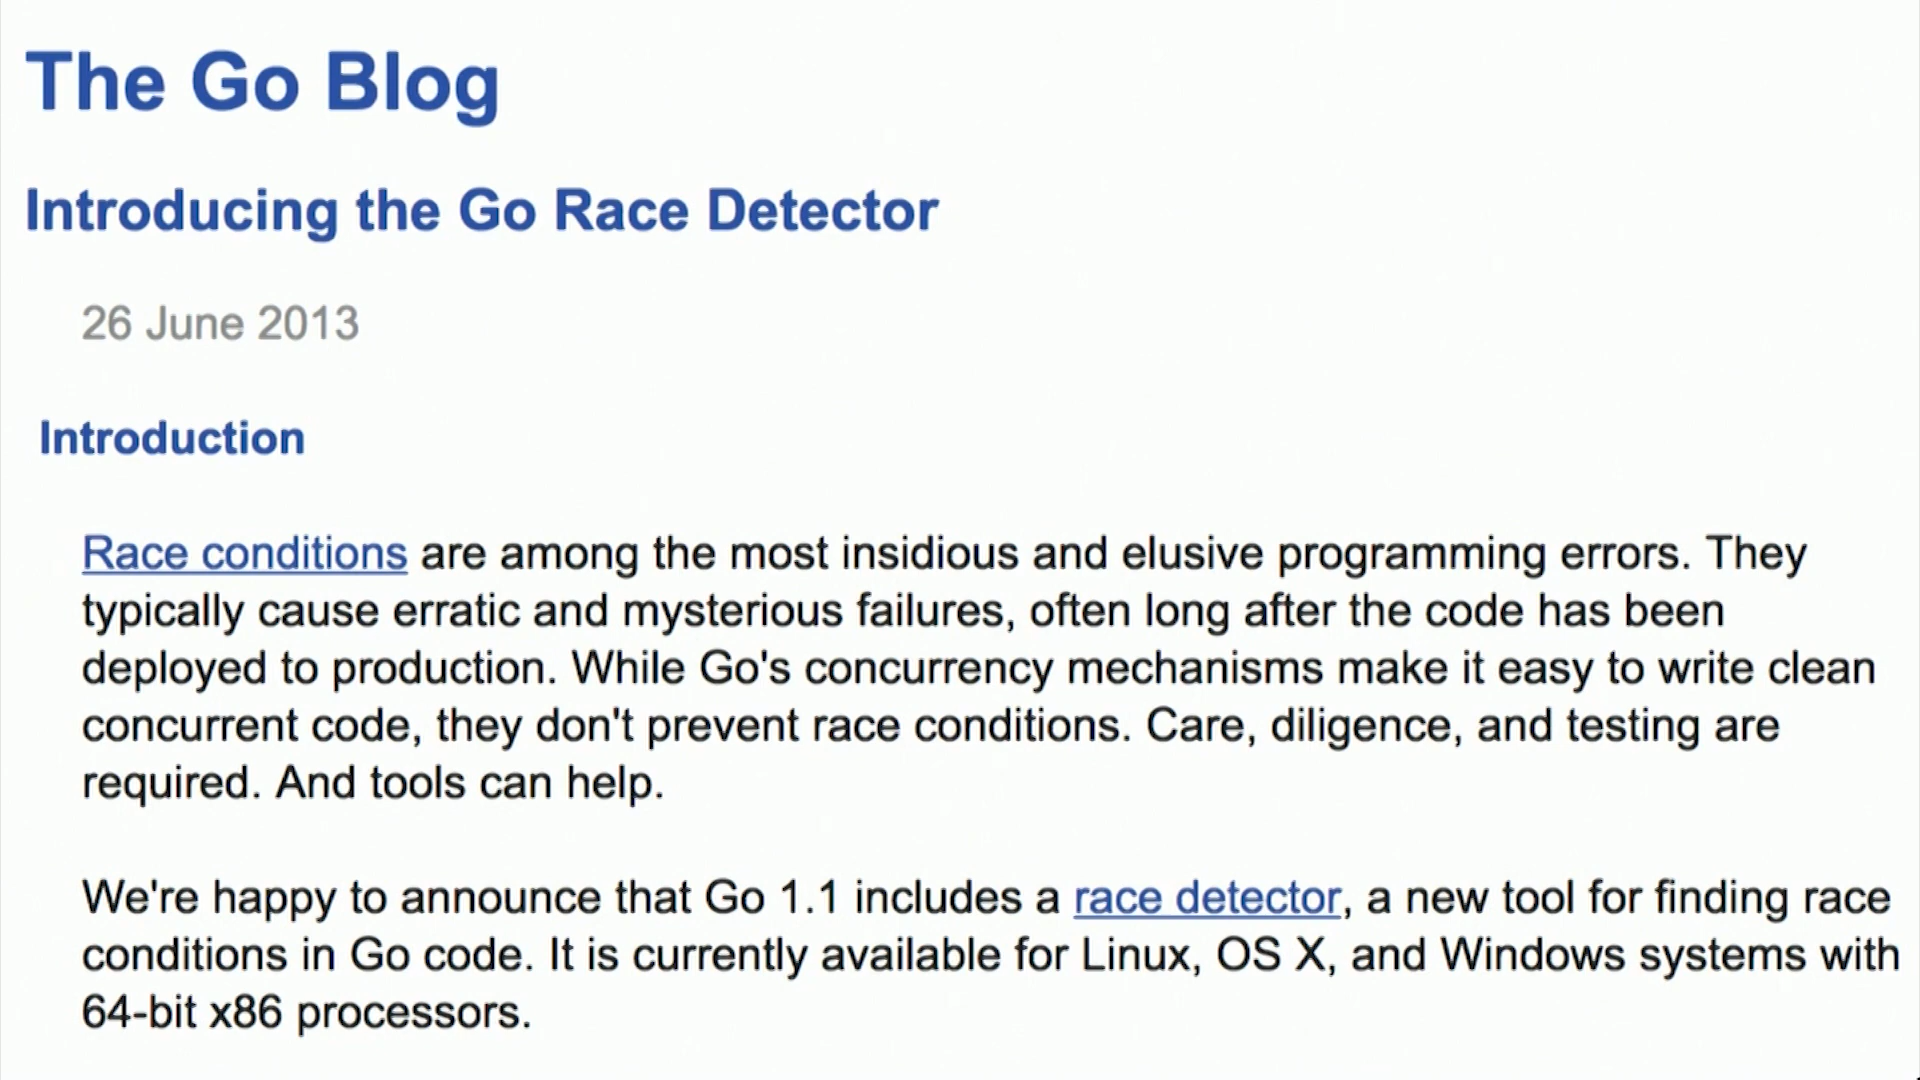 The Go Blog
Introducing the Go Race Detector
26 June 2013
Introduction
Race conditions are among the most insidious and elusive programming errors. They
typically cause erratic and mysterious failures, often long after the code has been
deployed to production. While Go's concurrency mechanisms make it easy to write clean
concurrent code, they don't prevent race conditions. Care, diligence, and testing are
required. And tools can help.
We're happy to announce that Go 1.1 includes a race detector, a new tool for finding race
conditions in Go code. It is currently available for Linux, OS X, and Windows systems with
64-bit x86 processors.